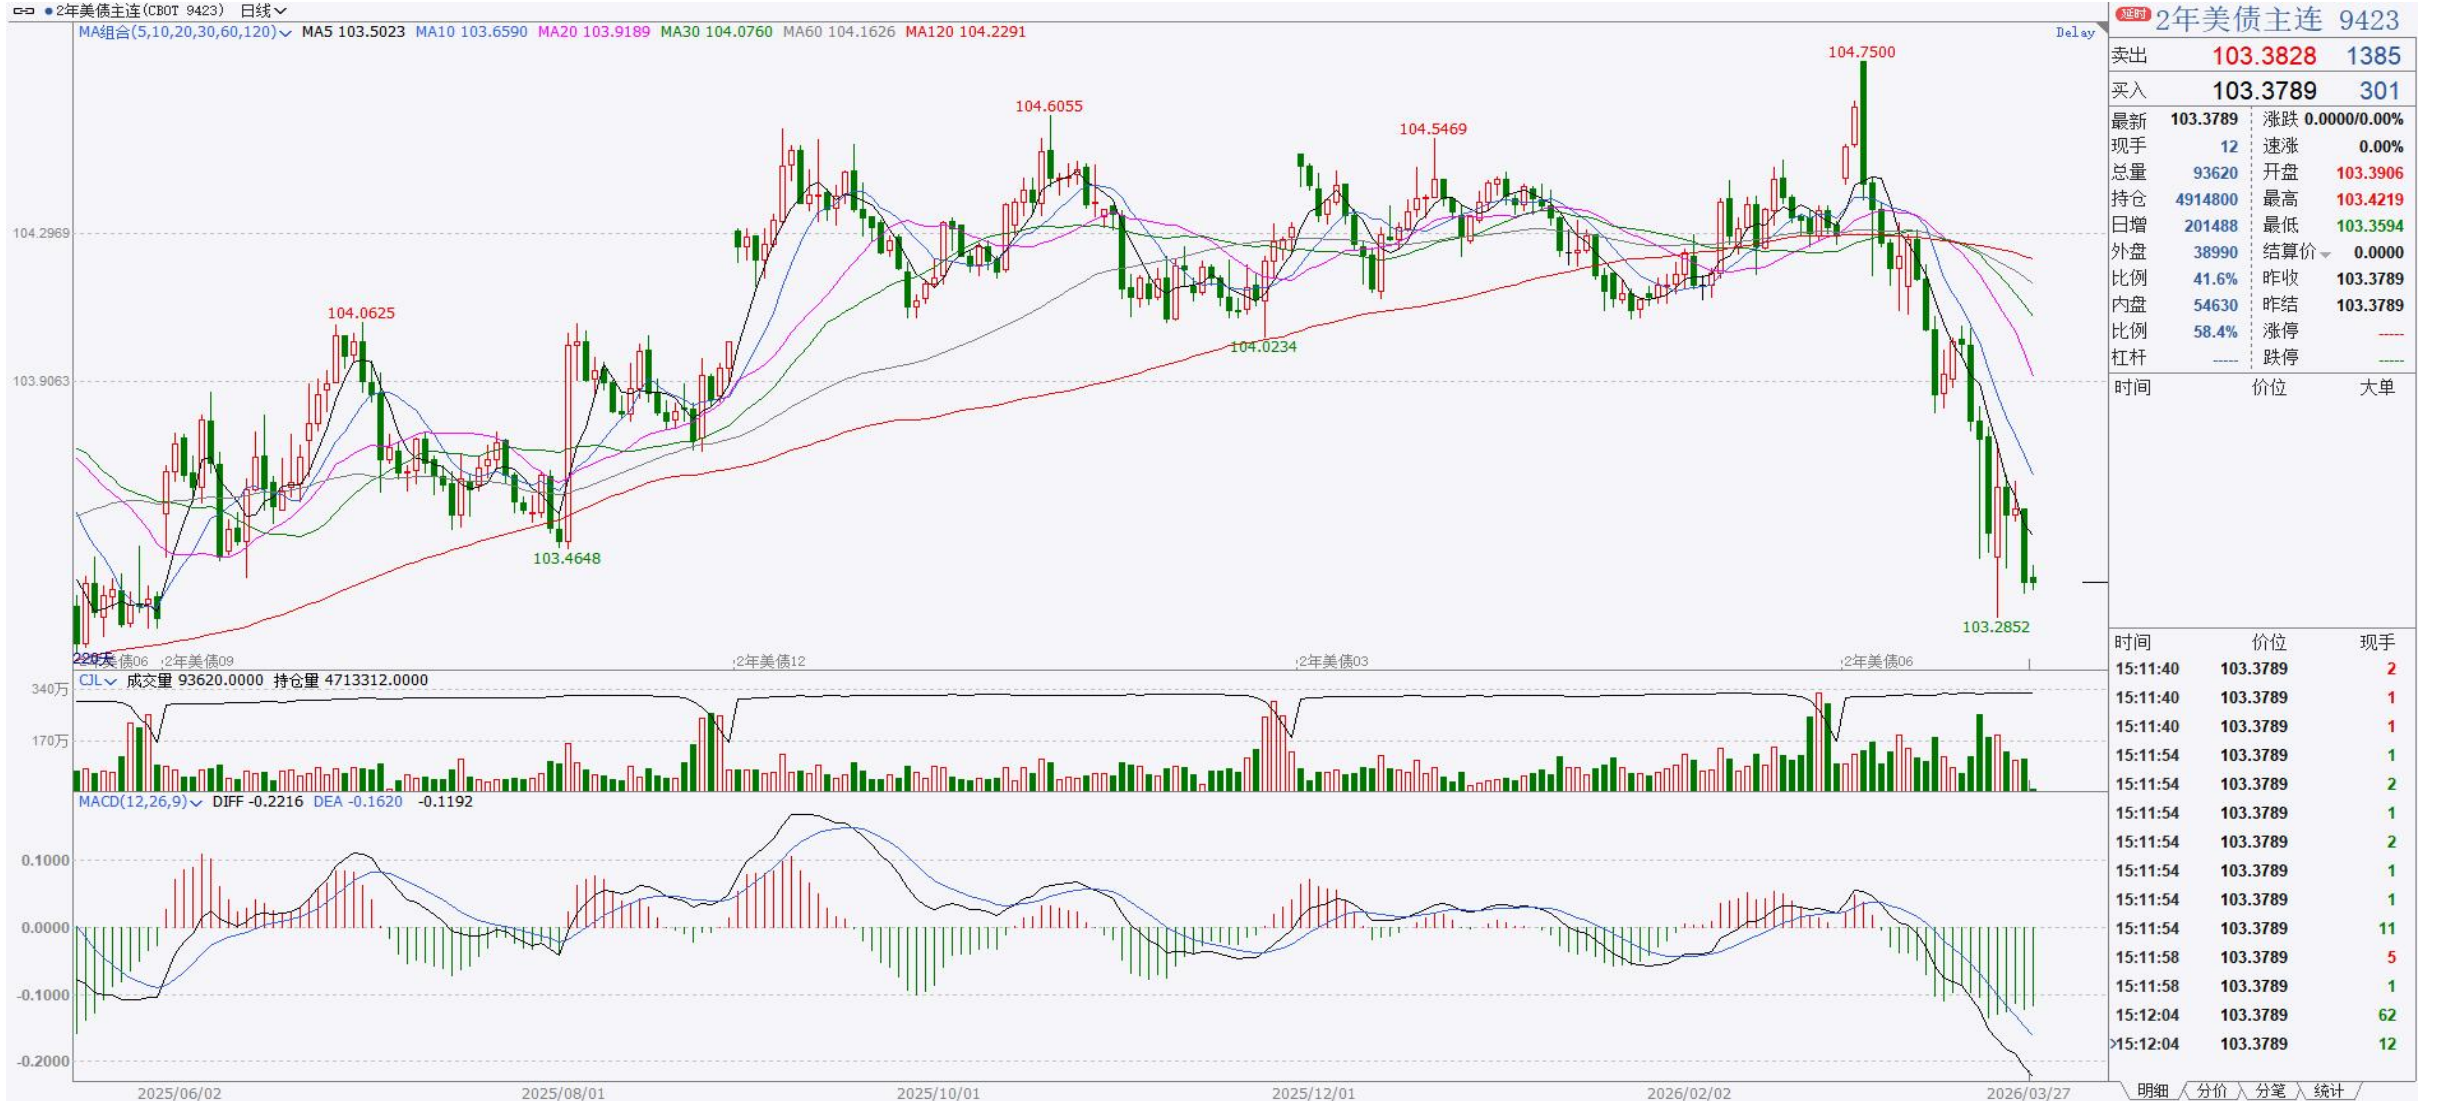 2年美债主连(CBOT 9423) 日线
MA组合(5,10,20,30,60,120) MA5 103.5023 MA10 103.6590 MA20 103.9189 MA30 104.0760 MA60 104.1626 MA120 104.2291
Delay
104.7500
104.6055
104.5469
104.2969
104.0625
104.0234
103.9063
103.4648
103.2852
2年美债09
2年美债12
2年美债03
2年美债06
CJL 成交量 93620.0000 持仓量 4713312.0000
340万
170万
MACD(12,26,9) DIFF -0.2216 DEA -0.1620 -0.1192
0.1000
0.0000
-0.1000
-0.2000
2025/06/02 2025/08/01 2025/10/01 2025/12/01 2026/02/02 2026/03/27
延时 2年美债主连 9423
卖出 103.3828 1385
买入 103.3789 301
最新 103.3789 涨跌 0.0000/0.00%
现手 12 速涨 0.00%
总量 93620 开盘 103.3906
持仓 4914800 最高 103.4219
日增 201488 最低 103.3594
外盘 38990 结算价 0.0000
比例 41.6% 昨收 103.3789
内盘 54630 昨结 103.3789
比例 58.4% 涨停 -----
杠杆 ----- 跌停 -----
时间 价位 大单
时间 价位 现手
15:11:40 103.3789 2
15:11:40 103.3789 1
15:11:40 103.3789 1
15:11:54 103.3789 1
15:11:54 103.3789 2
15:11:54 103.3789 1
15:11:54 103.3789 2
15:11:54 103.3789 1
15:11:54 103.3789 1
15:11:54 103.3789 11
15:11:58 103.3789 5
15:11:58 103.3789 1
15:12:04 103.3789 62
15:12:04 103.3789 12
明细 分价 分笔 统计